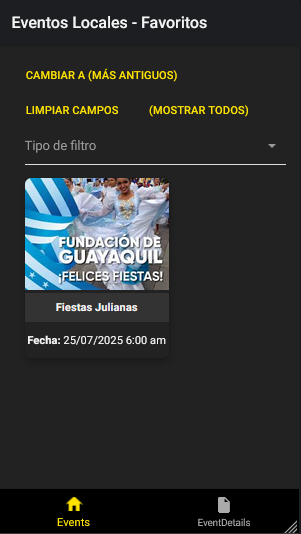 Eventos Locales - Favoritos
CAMBIAR A (MÁS ANTIGUOS)
LIMPIAR CAMPOS (MOSTRAR TODOS)
Tipo de filtro
FUNDACIÓN DE
GUAYAQUIL
¡FELICES FIESTAS!
Fiestas Julianas
Fecha: 25/07/2025 6:00 am
Events EventDetails